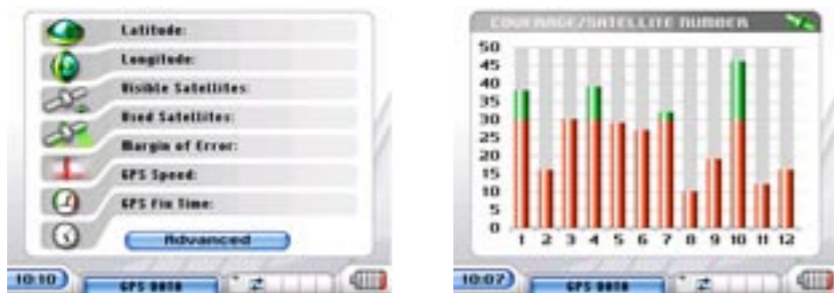 Latitude:
Longitude:
Visible Satellites:
Used Satellites:
Margin of Error:
GPS Speed:
GPS Fix Time:
Advanced
10:10
GPS DATA
COVERAGE/SATELLITE NUMBER
50
45
40
35
30
25
20
15
10
5
0
1 2 3 4 5 6 7 8 9 10 11 12
10:07
GPS DATA